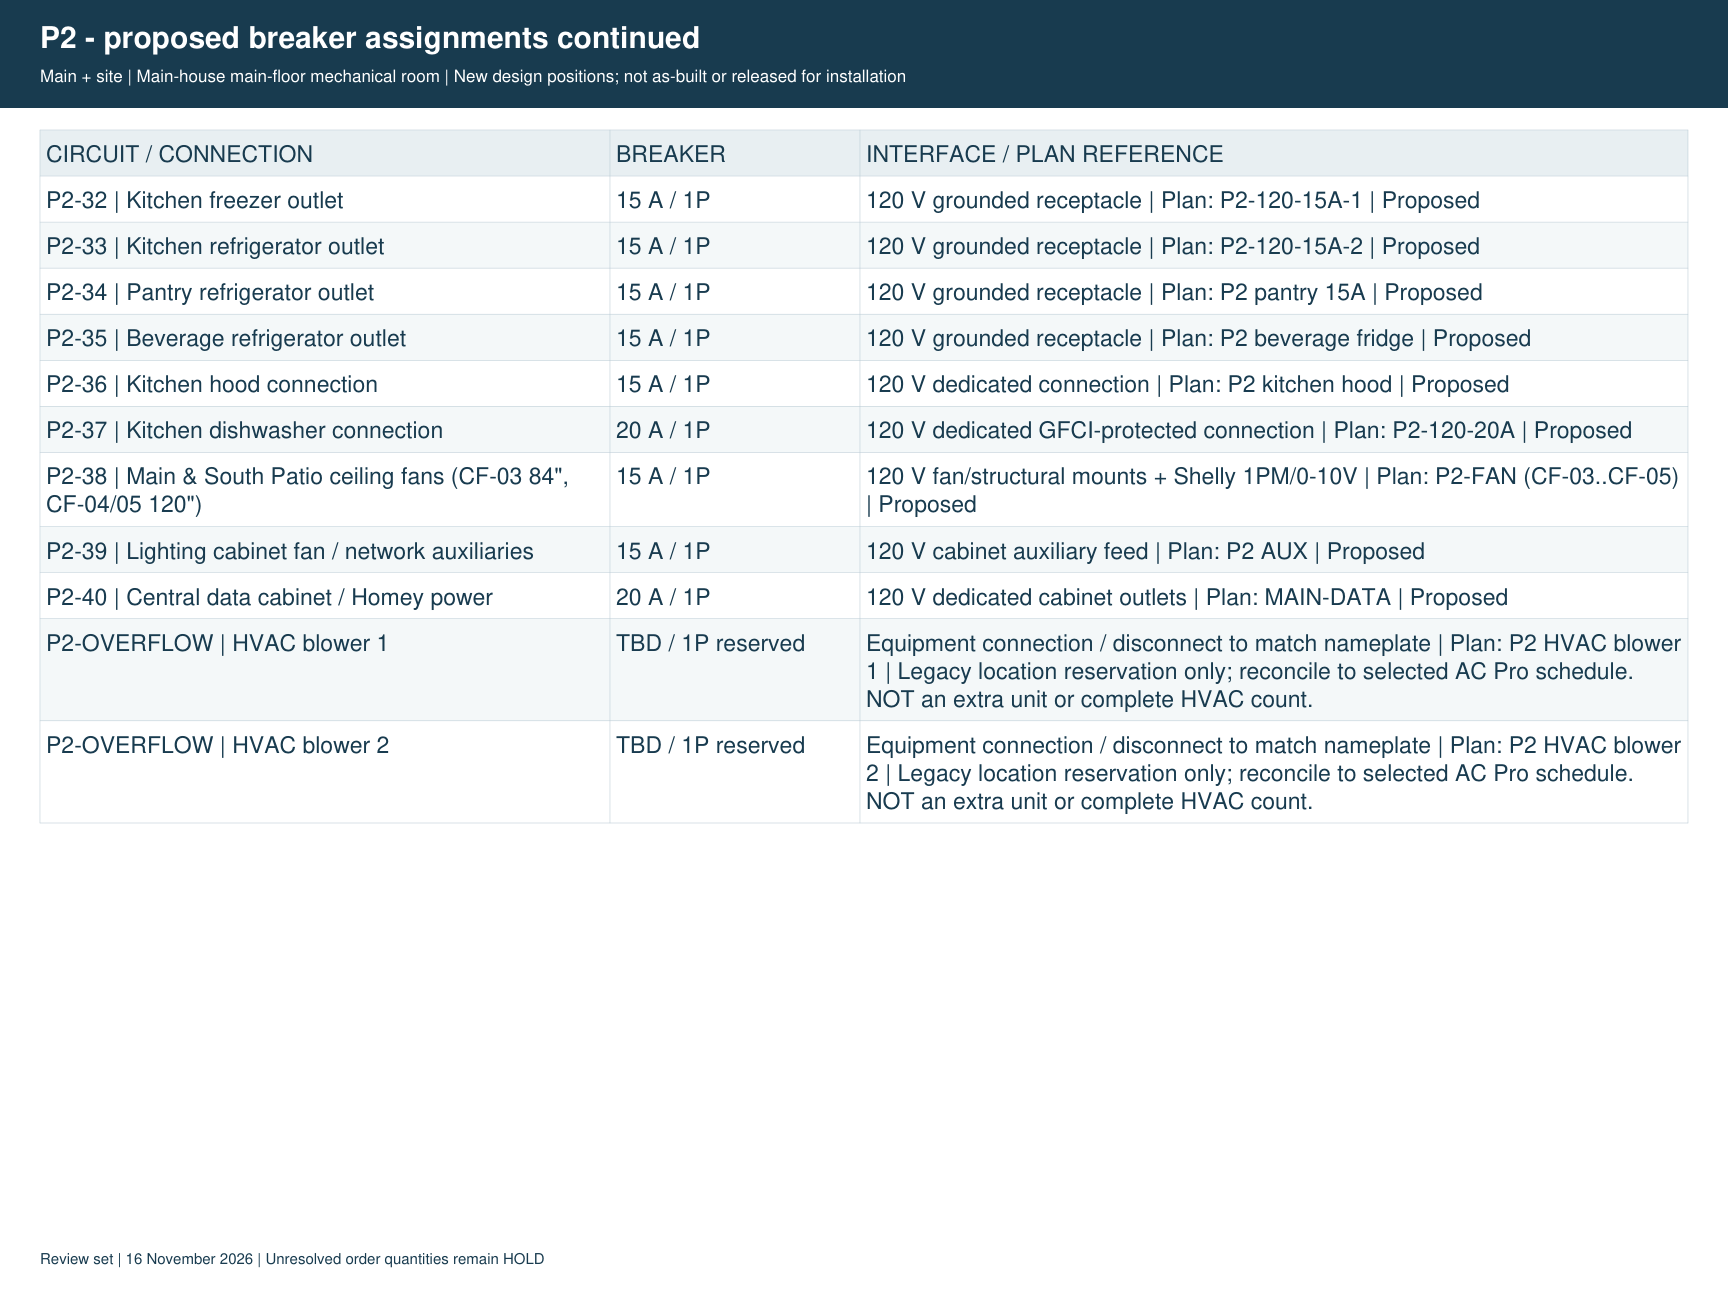 P2 - proposed breaker assignments continued
Main + site | Main-house main-floor mechanical room | New design positions; not as-built or released for installation
CIRCUIT / CONNECTION BREAKER INTERFACE / PLAN REFERENCE
P2-32 | Kitchen freezer outlet 15 A / 1P 120 V grounded receptacle | Plan: P2-120-15A-1 | Proposed
P2-33 | Kitchen refrigerator outlet 15 A / 1P 120 V grounded receptacle | Plan: P2-120-15A-2 | Proposed
P2-34 | Pantry refrigerator outlet 15 A / 1P 120 V grounded receptacle | Plan: P2 pantry 15A | Proposed
P2-35 | Beverage refrigerator outlet 15 A / 1P 120 V grounded receptacle | Plan: P2 beverage fridge | Proposed
P2-36 | Kitchen hood connection 15 A / 1P 120 V dedicated connection | Plan: P2 kitchen hood | Proposed
P2-37 | Kitchen dishwasher connection 20 A / 1P 120 V dedicated GFCI-protected connection | Plan: P2-120-20A | Proposed
P2-38 | Main & South Patio ceiling fans (CF-03 84", 15 A / 1P 120 V fan/structural mounts + Shelly 1PM/0-10V | Plan: P2-FAN (CF-03..CF-05)
CF-04/05 120") | Proposed
P2-39 | Lighting cabinet fan / network auxiliaries 15 A / 1P 120 V cabinet auxiliary feed | Plan: P2 AUX | Proposed
P2-40 | Central data cabinet / Homey power 20 A / 1P 120 V dedicated cabinet outlets | Plan: MAIN-DATA | Proposed
P2-OVERFLOW | HVAC blower 1 TBD / 1P reserved Equipment connection / disconnect to match nameplate | Plan: P2 HVAC blower
1 | Legacy location reservation only; reconcile to selected AC Pro schedule.
NOT an extra unit or complete HVAC count.
P2-OVERFLOW | HVAC blower 2 TBD / 1P reserved Equipment connection / disconnect to match nameplate | Plan: P2 HVAC blower
2 | Legacy location reservation only; reconcile to selected AC Pro schedule.
NOT an extra unit or complete HVAC count.
Review set | 16 November 2026 | Unresolved order quantities remain HOLD